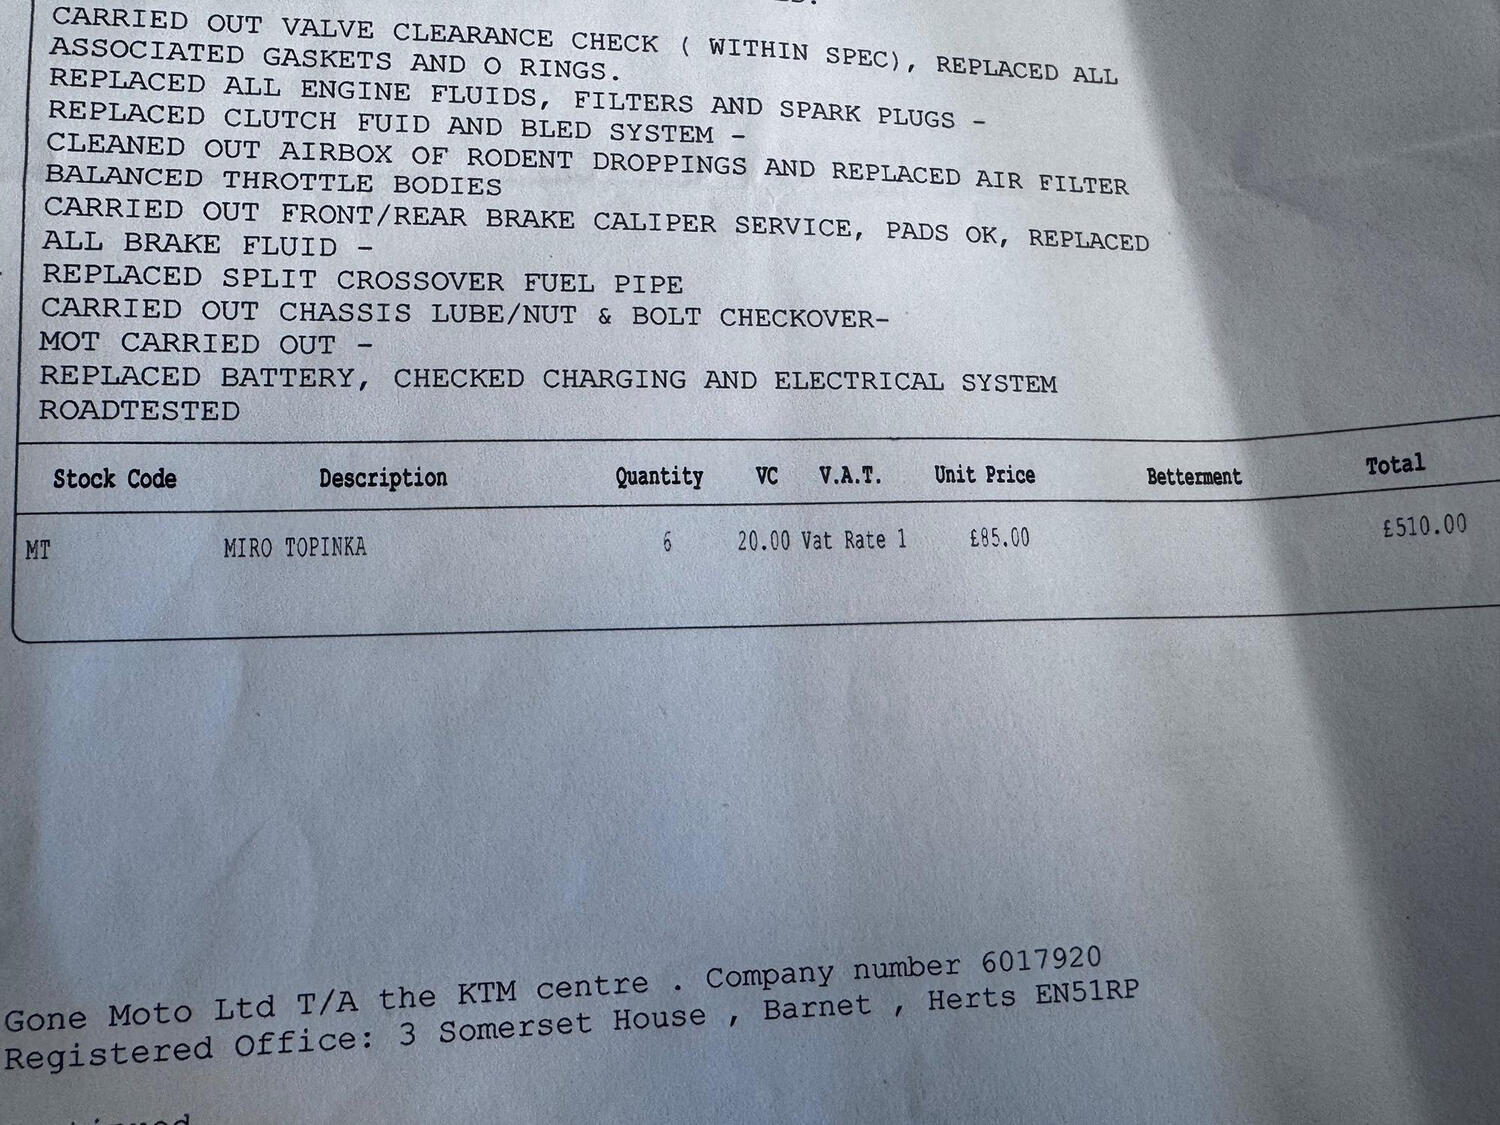 CARRIED OUT VALVE CLEARANCE CHECK ( WITHIN SPEC), REPLACED ALL
ASSOCIATED GASKETS AND O RINGS.
REPLACED ALL ENGINE FLUIDS, FILTERS AND SPARK PLUGS -
REPLACED CLUTCH FUID AND BLED SYSTEM -
CLEANED OUT AIRBOX OF RODENT DROPPINGS AND REPLACED AIR FILTER
BALANCED THROTTLE BODIES
CARRIED OUT FRONT/REAR BRAKE CALIPER SERVICE, PADS OK, REPLACED
ALL BRAKE FLUID -
REPLACED SPLIT CROSSOVER FUEL PIPE
CARRIED OUT CHASSIS LUBE/NUT & BOLT CHECKOVER-
MOT CARRIED OUT -
REPLACED BATTERY, CHECKED CHARGING AND ELECTRICAL SYSTEM
ROADTESTED
Stock Code Description Quantity VC V.A.T. Unit Price Betterment Total
MT MIRO TOPINKA 6 20.00 Vat Rate 1 £85.00 £510.00
Gone Moto Ltd T/A the KTM centre . Company number 6017920
Registered Office: 3 Somerset House , Barnet , Herts EN51RP